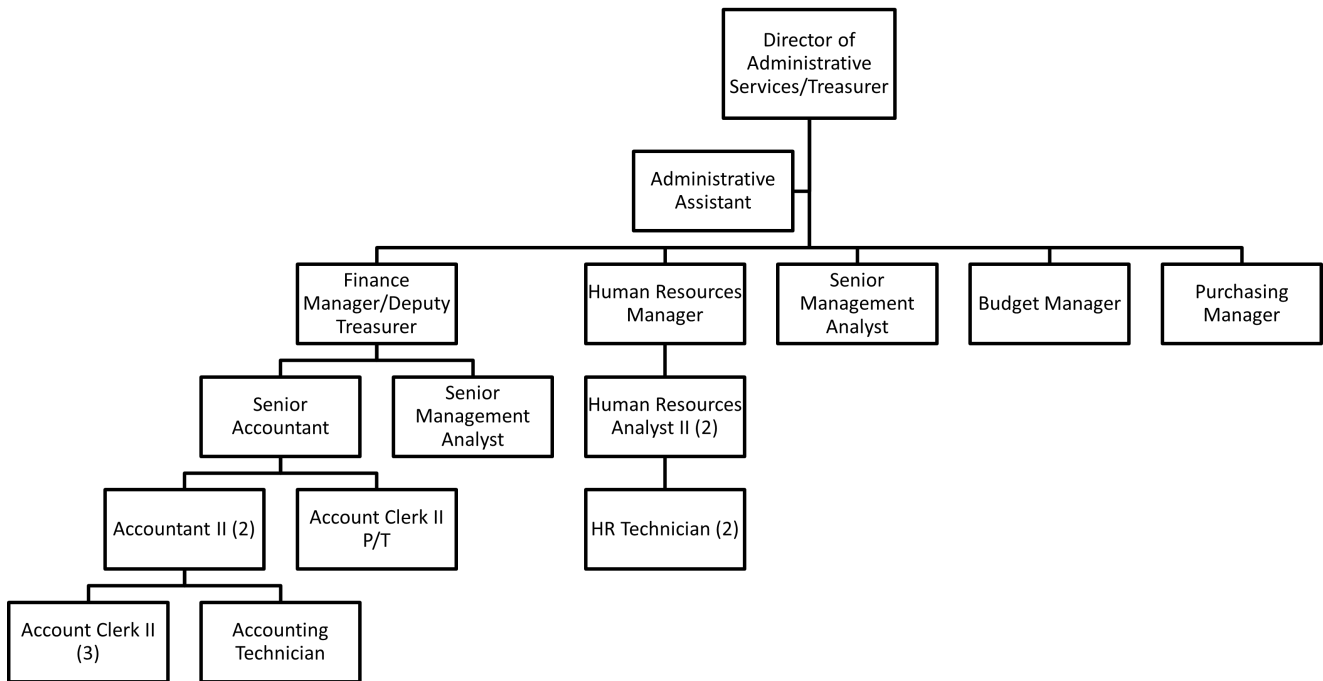 Director of
Administrative
Services/Treasurer
Administrative
Assistant
Finance
Manager/Deputy
Treasurer
Human Resources
Manager
Senior
Management
Analyst
Budget Manager
Purchasing
Manager
Senior
Accountant
Senior
Management
Analyst
Human Resources
Analyst II (2)
Accountant II (2)
Account Clerk II
P/T
HR Technician (2)
Account Clerk II
(3)
Accounting
Technician